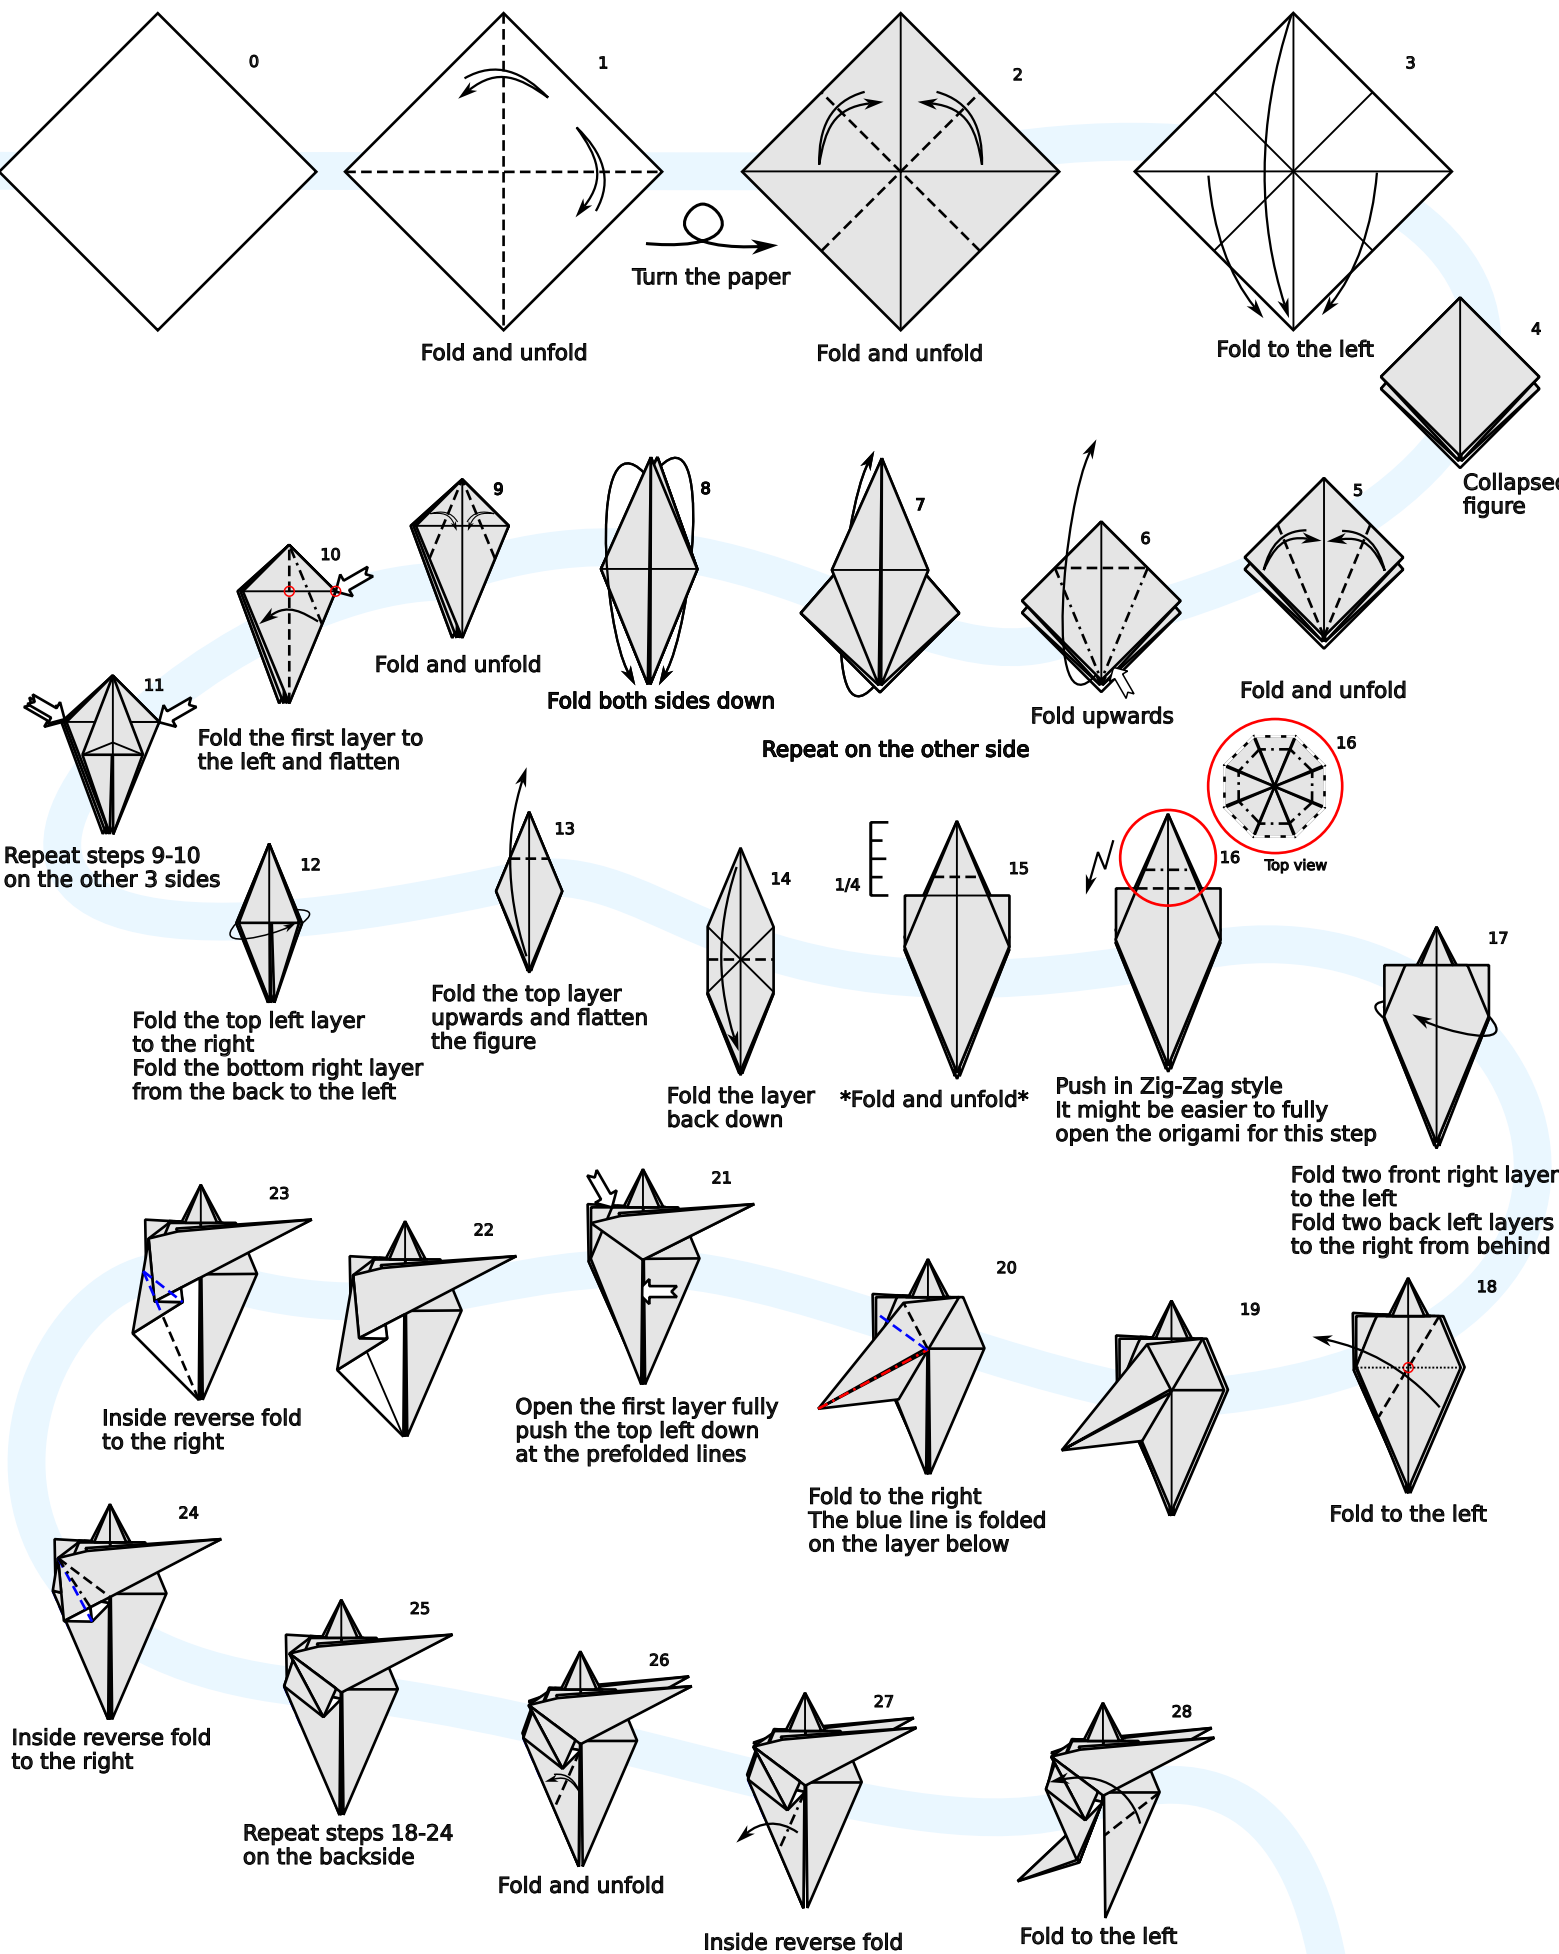 0
1
Fold and unfold
Turn the paper
2
Fold and unfold
3
Fold to the left
4
Collapsed
figure
5
Fold and unfold
6
Fold upwards
7
Repeat on the other side
8
Fold both sides down
9
Fold and unfold
10
Fold the first layer to
the left and flatten
11
Repeat steps 9-10
on the other 3 sides
12
Fold the top left layer
to the right
Fold the bottom right layer
from the back to the left
13
Fold the top layer
upwards and flatten
the figure
14
Fold the layer
back down
15
1/4
*Fold and unfold*
16
Top view
16
Push in Zig-Zag style
It might be easier to fully
open the origami for this step
17
Fold two front right layer
to the left
Fold two back left layers
to the right from behind
18
Fold to the left
19
20
Fold to the right
The blue line is folded
on the layer below
21
Open the first layer fully
push the top left down
at the prefolded lines
22
23
Inside reverse fold
to the right
24
Inside reverse fold
to the right
25
Repeat steps 18-24
on the backside
26
Fold and unfold
27
Inside reverse fold
28
Fold to the left